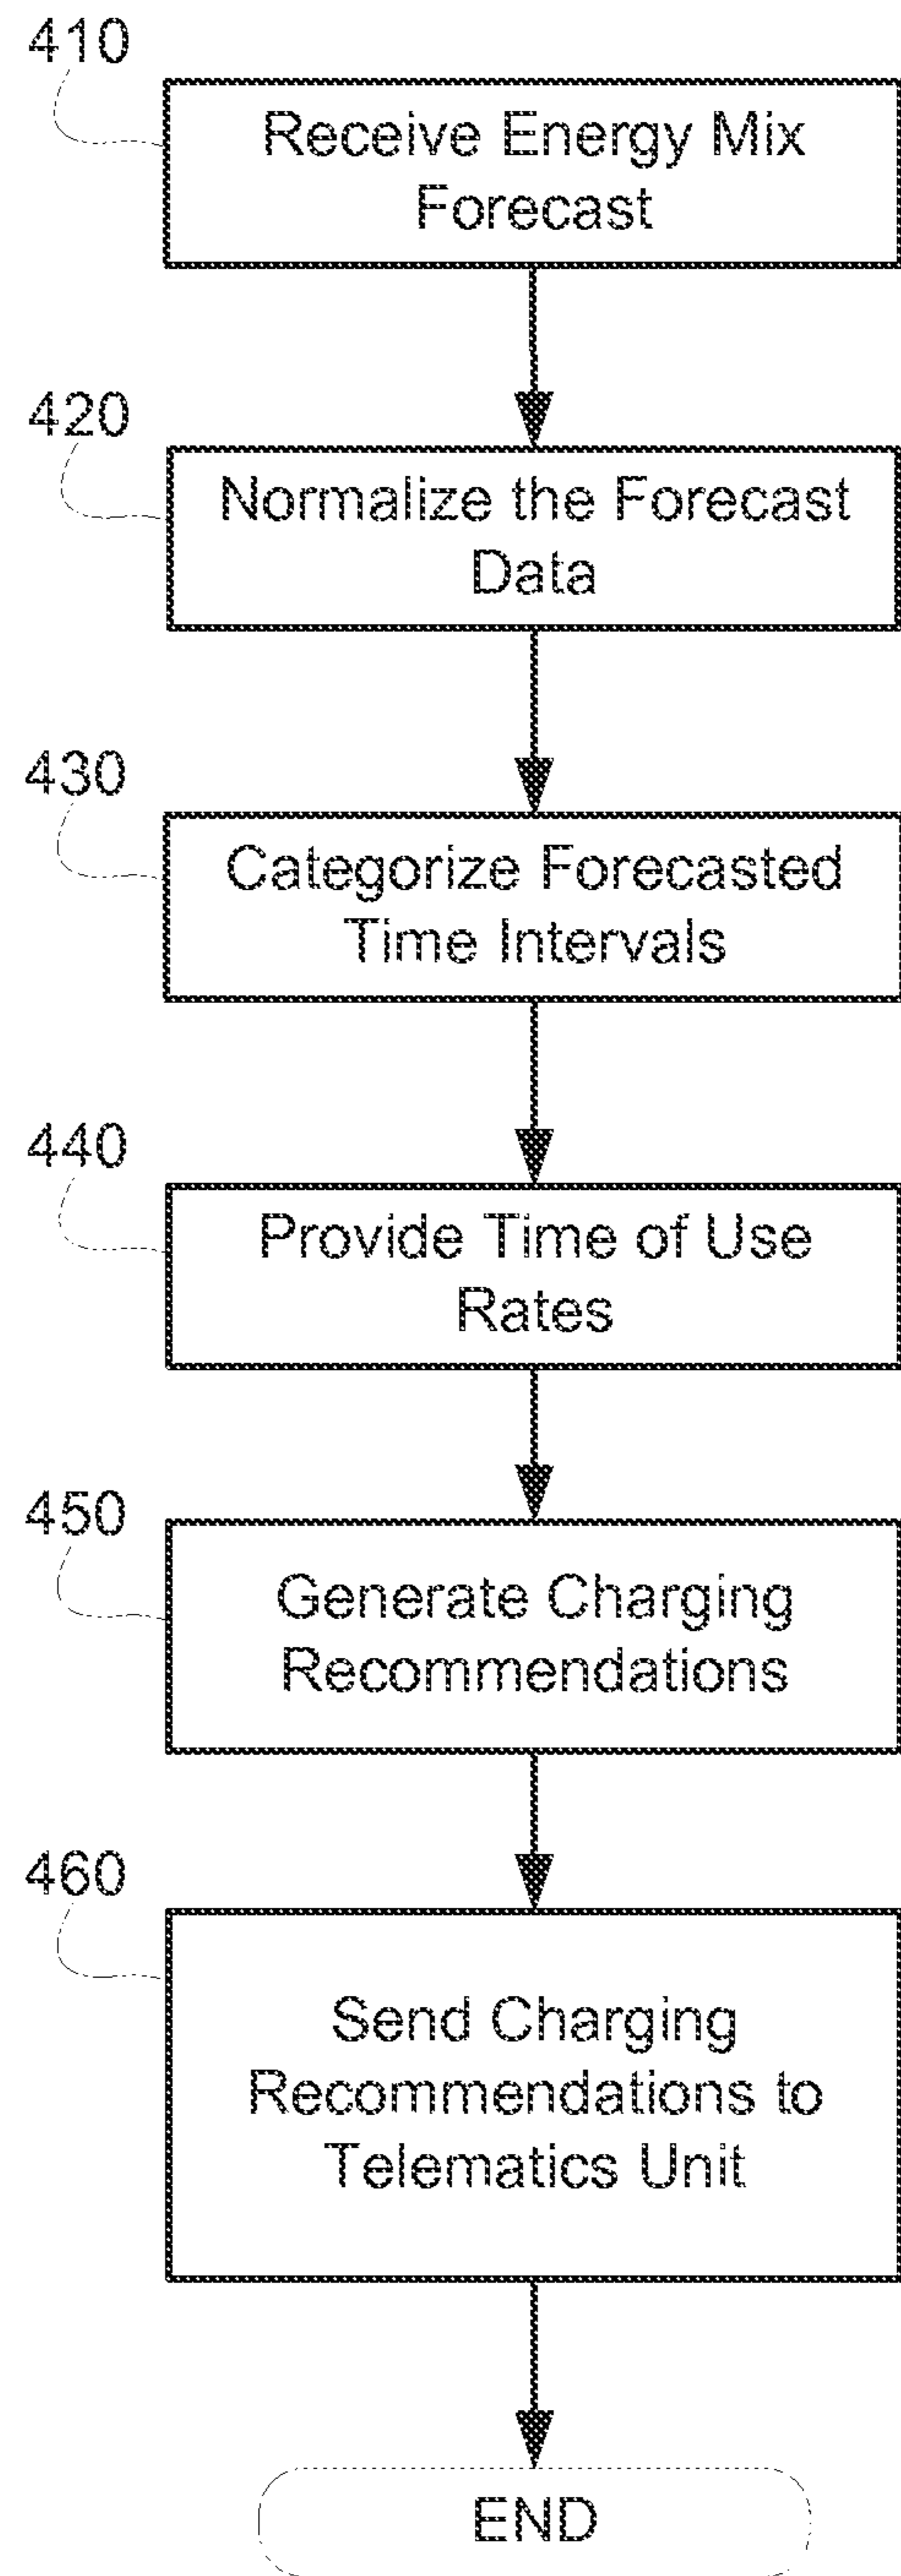 410
Receive Energy Mix
Forecast
420
Normalize the Forecast
Data
430
Categorize Forecasted
Time Intervals
440
Provide Time of Use
Rates
450
Generate Charging
Recommendations
460
Send Charging
Recommendations to
Telematics Unit
END